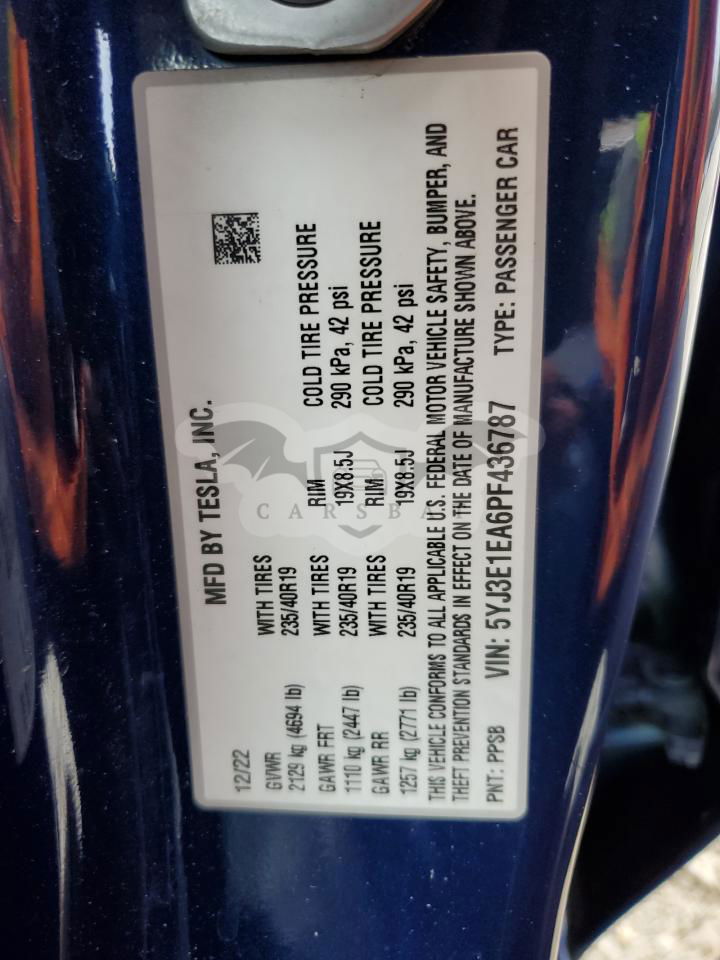 MFD BY TESLA, INC.
12/22
GVWR WITH TIRES
2129 kg (4694 lb) 235/40R19
GAWR FRT WITH TIRES RIM COLD TIRE PRESSURE
1110 kg (2447 lb) 235/40R19 19X8.5J 290 kPa, 42 psi
GAWR RR WITH TIRES RIM COLD TIRE PRESSURE
1257 kg (2771 lb) 235/40R19 19X8.5J 290 kPa, 42 psi
THIS VEHICLE CONFORMS TO ALL APPLICABLE U.S. FEDERAL MOTOR VEHICLE SAFETY, BUMPER, AND
THEFT PREVENTION STANDARDS IN EFFECT ON THE DATE OF MANUFACTURE SHOWN ABOVE.
PNT: PPSB VIN: 5YJ3E1EA6PF436787 TYPE: PASSENGER CAR